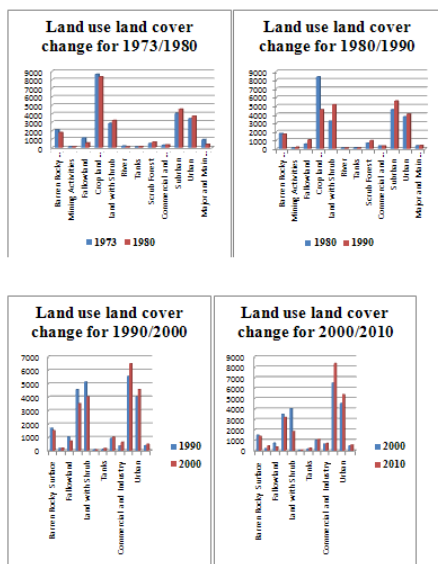 Land use land cover
change for 1973/1980
9000
8000
7000
6000
5000
4000
3000
2000
1000
0
Barren Rocky ...
Mining Activities
Fallowland
Crop land ...
Land with Shrub
River
Tanks
Scrub Forest
Commercial and ...
Suburban
Urban
Major and Main ...
1973 1980
Land use land cover
change for 1980/1990
9000
8000
7000
6000
5000
4000
3000
2000
1000
0
Barren Rocky ...
Mining Activities
Fallowland
Crop land ...
Land with Shrub
River
Tanks
Scrub Forest
Commercial and ...
Suburban
Urban
Major and Main ...
1980 1990
Land use land cover
change for 1990/2000
7000
6000
5000
4000
3000
2000
1000
0
Barren Rocky Surface
Fallowland
Land with Shrub
Tanks
Commercial and Industry
Urban
1990
2000
Land use land cover
change for 2000/2010
9000
8000
7000
6000
5000
4000
3000
2000
1000
0
Barren Rocky Surface
Fallowland
Land with Shrub
Tanks
Commercial and Industry
Urban
2000
2010